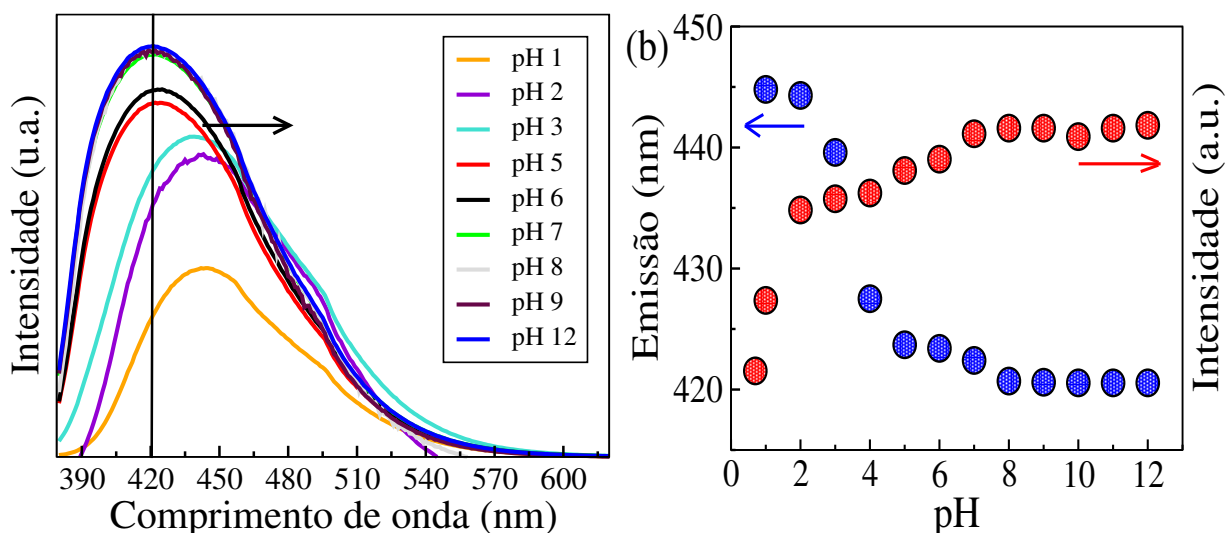 Intensidade (u.a.)
pH 1
pH 2
pH 3
pH 5
pH 6
pH 7
pH 8
pH 9
pH 12
390 420 450 480 510 540 570 600
Comprimento de onda (nm)
(b)
Emissão (nm)
450
440
430
420
0 2 4 6 8 10 12
pH
Intensidade (a.u.)